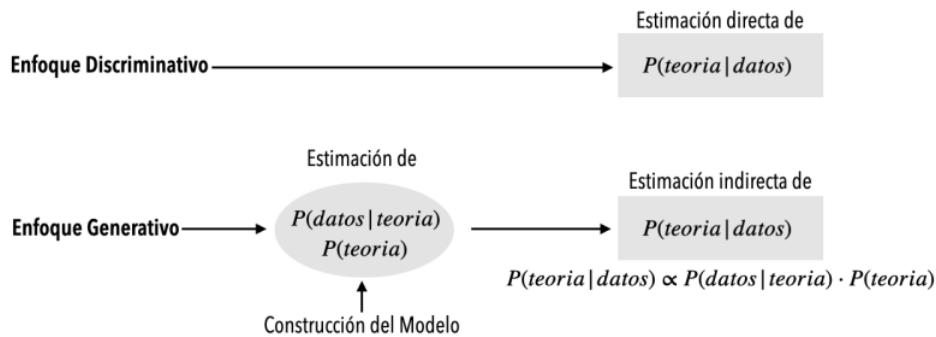 Estimación directa de
Enfoque Discriminativo
P(teoria|datos)
Estimación de
Estimación indirecta de
Enfoque Generativo
P(datos|teoria)
P(teoria)
P(teoria|datos)
P(teoria|datos) ∝ P(datos|teoria) · P(teoria)
Construcción del Modelo